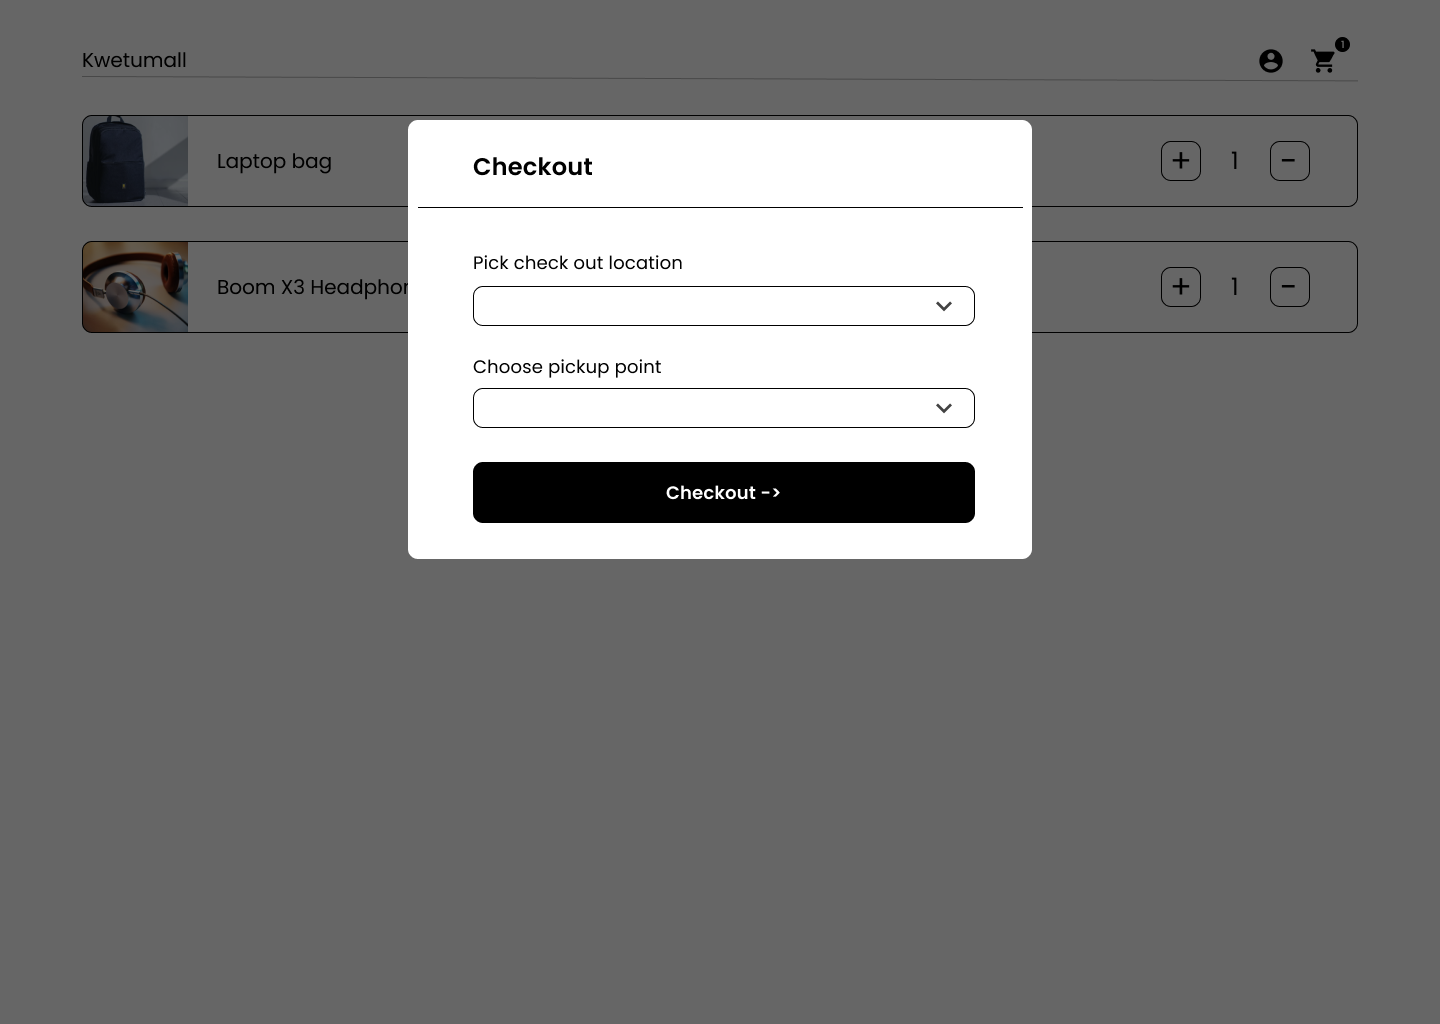 Kwetumall
1
Laptop bag
+ 1 -
Boom X3 Headphor
+ 1 -
Checkout
Pick check out location
Choose pickup point
Checkout ->